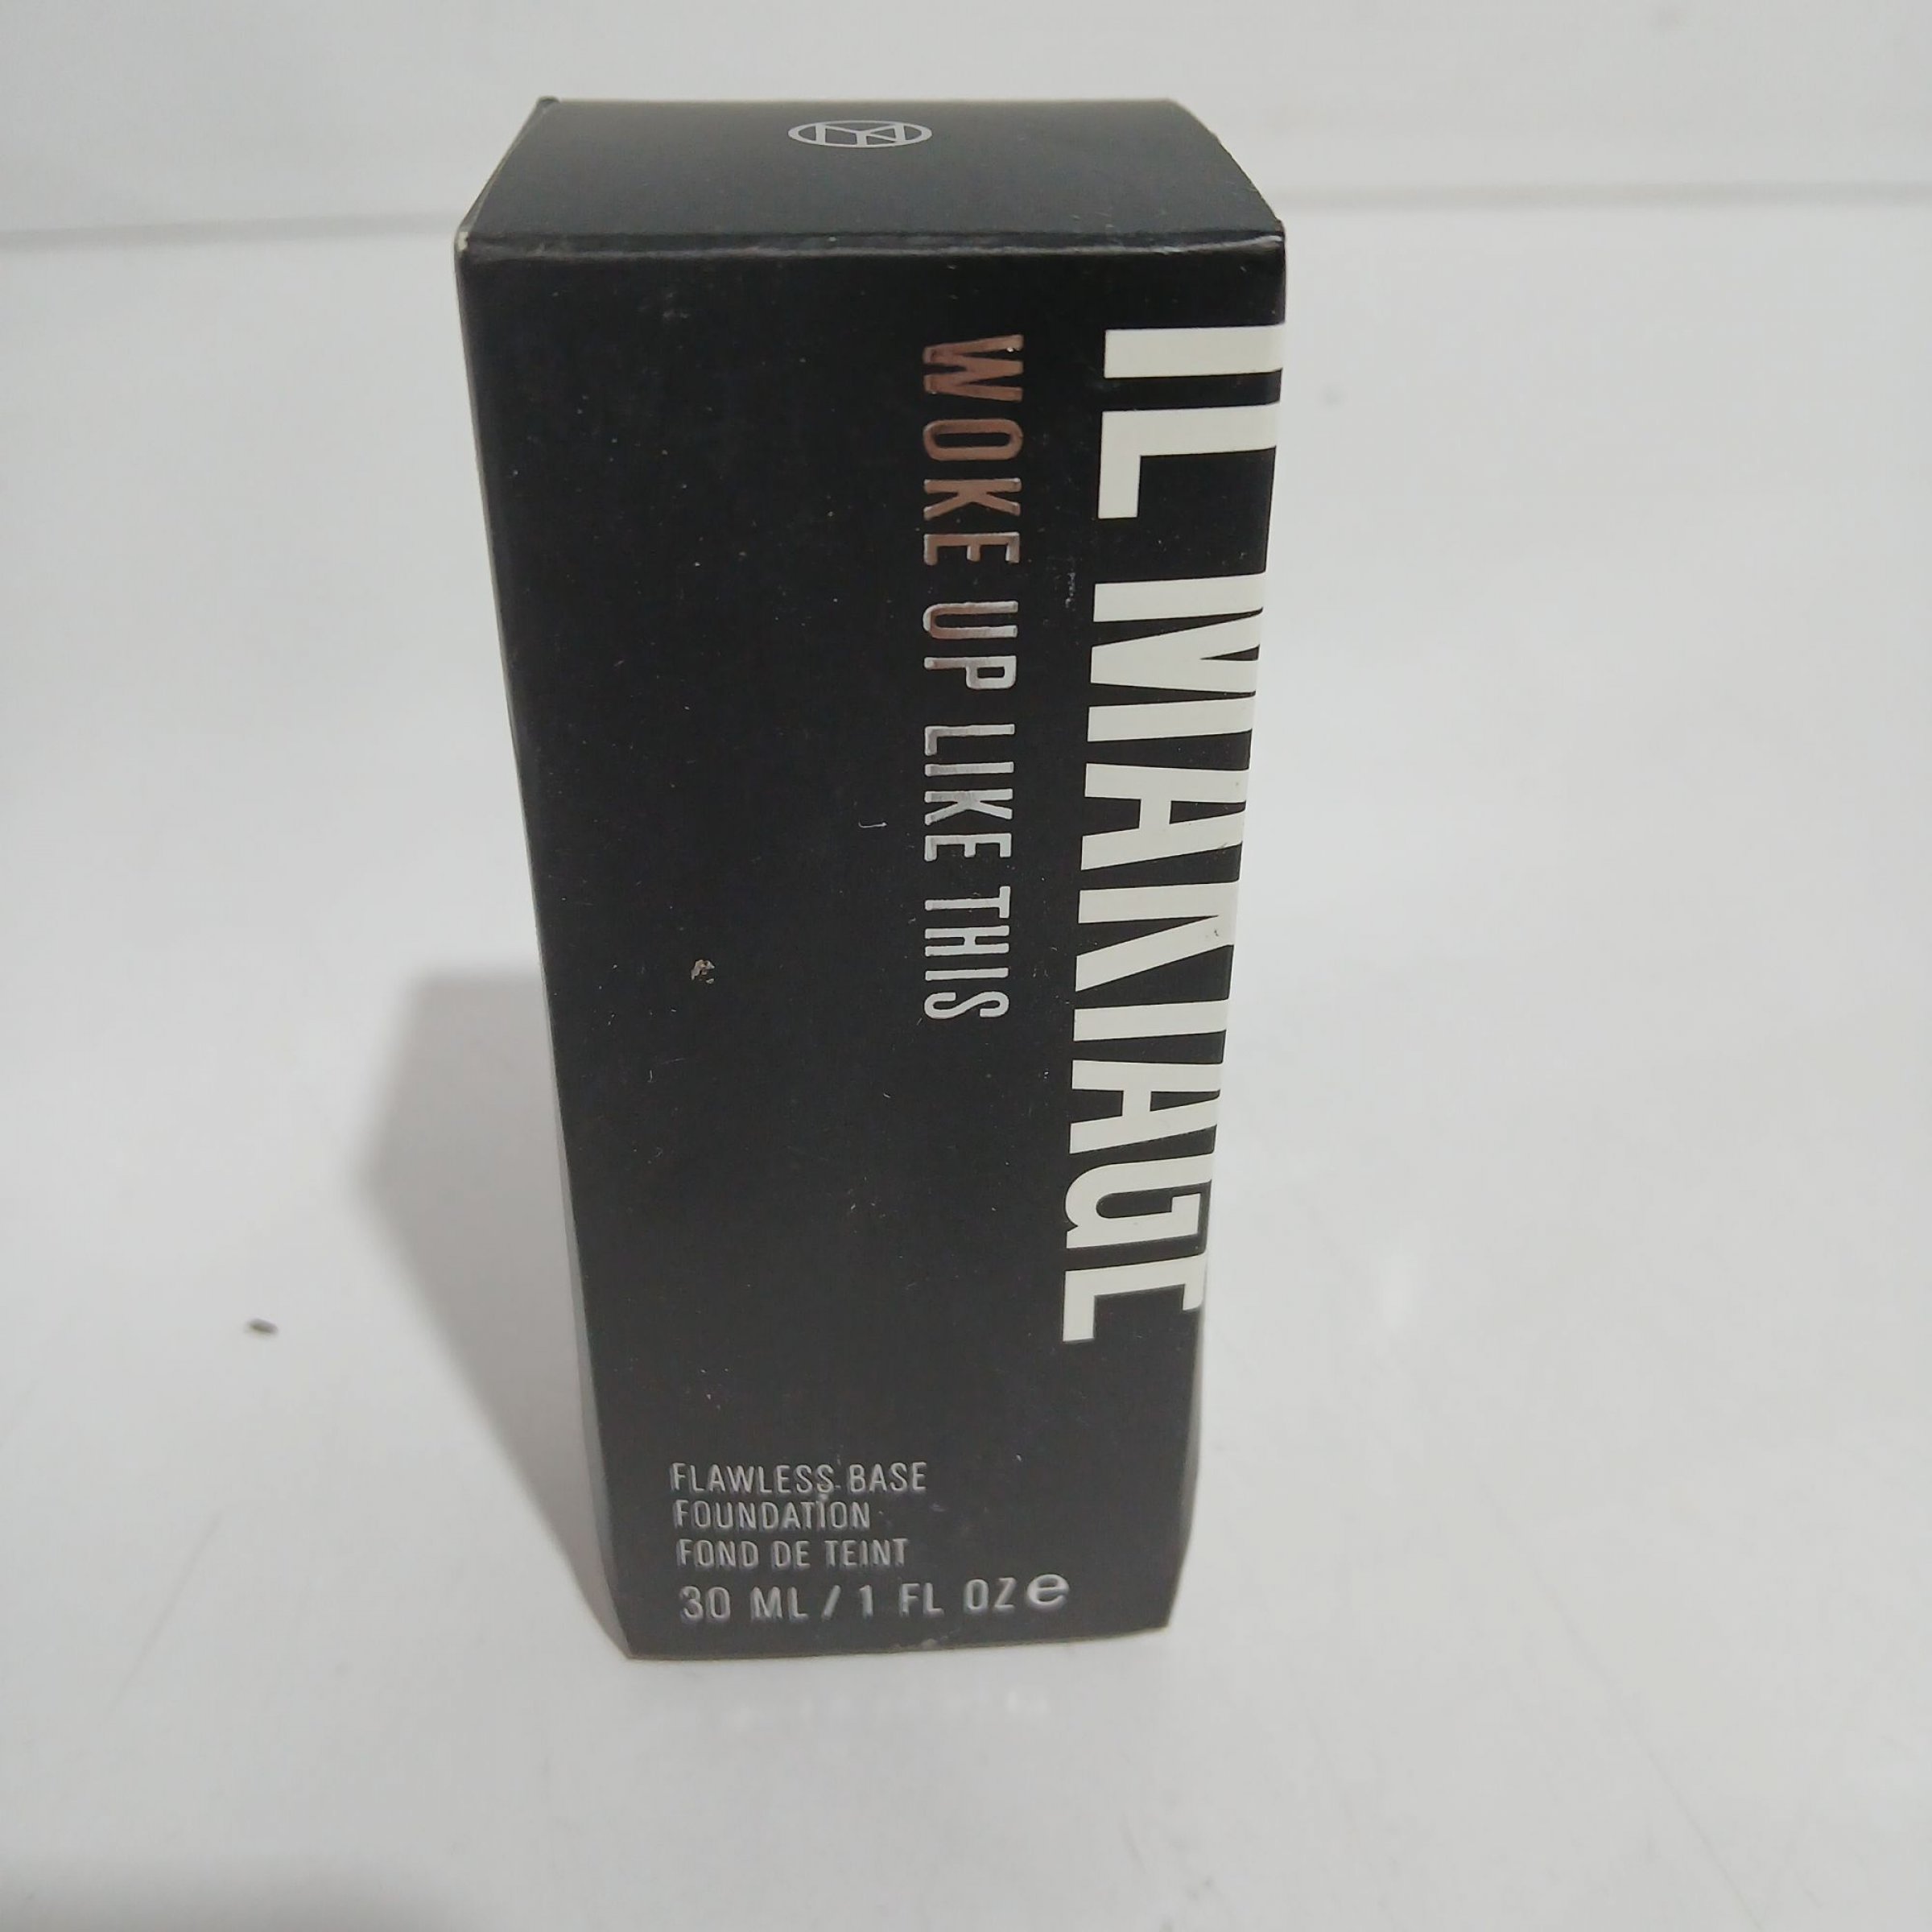 IL MAKIAGE
WOKE UP LIKE THIS
FLAWLESS BASE
FOUNDATION
FOND DE TEINT
30 ML / 1 FL OZ e